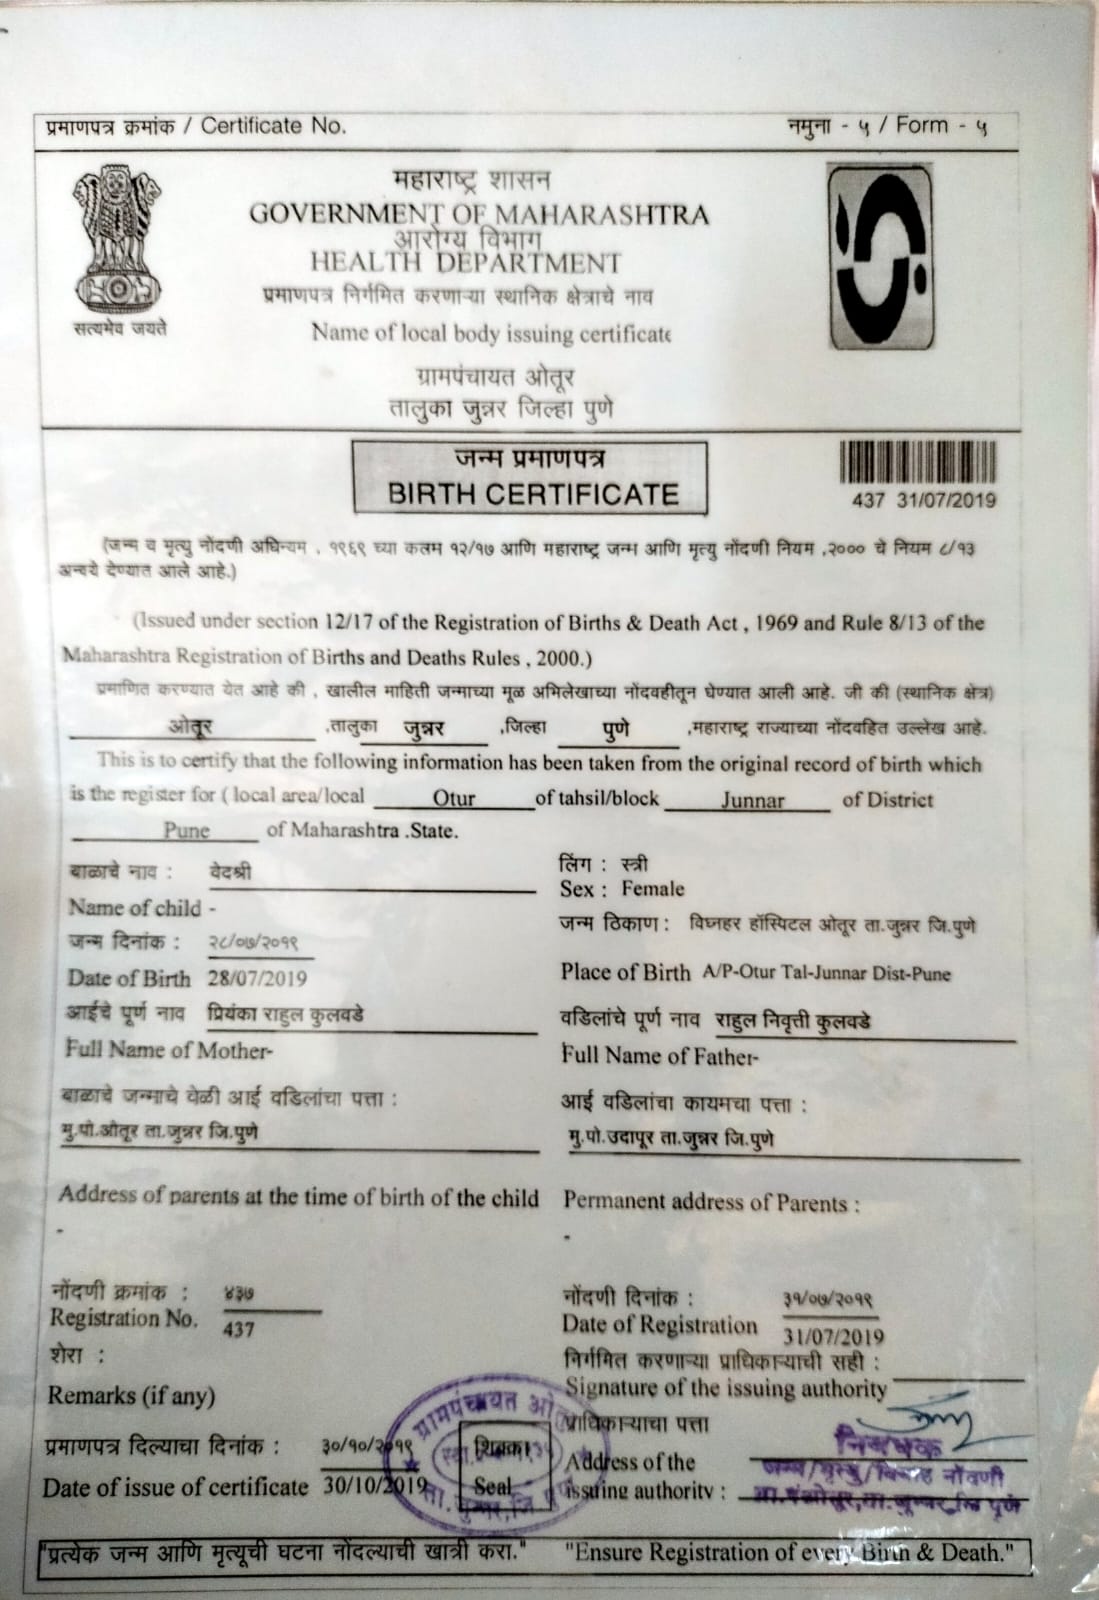 प्रमाणपत्र क्रमांक / Certificate No.
नमुना - ५ / Form - ५
महाराष्ट्र शासन
GOVERNMENT OF MAHARASHTRA
आरोग्य विभाग
HEALTH DEPARTMENT
प्रमाणपत्र निर्गमित करणाऱ्या स्थानिक क्षेत्राचे नाव
सत्यमेव जयते
Name of local body issuing certificate
ग्रामपंचायत ओतूर
तालुका जुन्नर जिल्हा पुणे
जन्म प्रमाणपत्र
BIRTH CERTIFICATE
437 31/07/2019
(जन्म व मृत्यु नोंदणी अधिन्यम , १९६९ च्या कलम १२/१७ आणि महाराष्ट्र जन्म आणि मृत्यु नोंदणी नियम ,२००० चे नियम ८/१३
अन्वये देण्यात आले आहे.)
(Issued under section 12/17 of the Registration of Births & Death Act , 1969 and Rule 8/13 of the
Maharashtra Registration of Births and Deaths Rules , 2000.)
प्रमाणित करण्यात येत आहे की , खालील माहिती जन्माच्या मूळ अभिलेखाच्या नोंदवहीतून घेण्यात आली आहे. जी की (स्थानिक क्षेत्र)
ओतूर ,तालुका जुन्नर ,जिल्हा पुणे ,महाराष्ट्र राज्याच्या नोंदवहित उल्लेख आहे.
This is to certify that the following information has been taken from the original record of birth which
is the register for ( local area/local Otur of tahsil/block Junnar of District
Pune of Maharashtra .State.
बाळाचे नाव : वेदश्री
लिंग : स्त्री
Sex : Female
Name of child -
जन्म दिनांक : २८/०७/२०१९
जन्म ठिकाण : विघ्नहर हॉस्पिटल ओतूर ता.जुन्नर जि.पुणे
Date of Birth 28/07/2019
Place of Birth A/P-Otur Tal-Junnar Dist-Pune
आईचे पूर्ण नाव प्रियंका राहुल कुलवडे
वडिलांचे पूर्ण नाव राहुल निवृत्ती कुलवडे
Full Name of Mother-
Full Name of Father-
बाळाचे जन्माचे वेळी आई वडिलांचा पत्ता :
आई वडिलांचा कायमचा पत्ता :
मु.पो.ओतूर ता.जुन्नर जि.पुणे
मु.पो.उदापूर ता.जुन्नर जि.पुणे
Address of parents at the time of birth of the child
Permanent address of Parents :
-
-
नोंदणी क्रमांक : ४३७
नोंदणी दिनांक : ३१/०७/२०१९
Registration No. 437
Date of Registration 31/07/2019
शेरा :
निर्गमित करणाऱ्या प्राधिकाऱ्याची सही :
Remarks (if any)
Signature of the issuing authority
ग्रामपंचायत
प्रमाणपत्र दिल्याचा दिनांक : ३०/१०/२०१९
शिक्का
प्राधिकाऱ्याचा पत्ता
निबंधक
Date of issue of certificate 30/10/2019
Seal
Address of the
issuing authority :
जन्म/मृत्यु/विवाह नोंदणी
ता.जुन्नर,जि पुणे
"प्रत्येक जन्म आणि मृत्यूची घटना नोंदल्याची खात्री करा." "Ensure Registration of every Birth & Death."